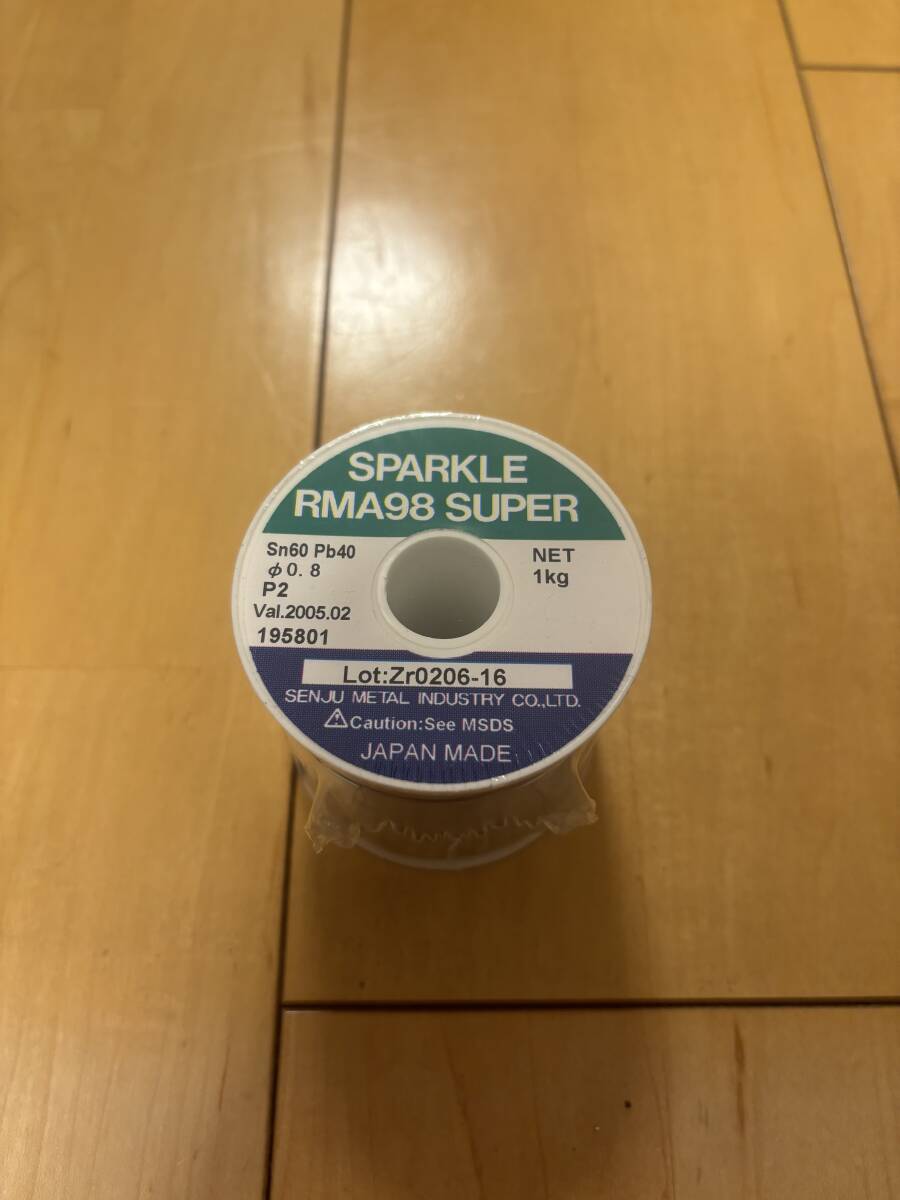 SPARKLE
RMA98 SUPER
Sn60 Pb40
φ0.8
P2
Val.2005.02
195801
NET
1kg
Lot:Zr0206-16
SENJU METAL INDUSTRY CO.,LTD.
Caution:See MSDS
JAPAN MADE